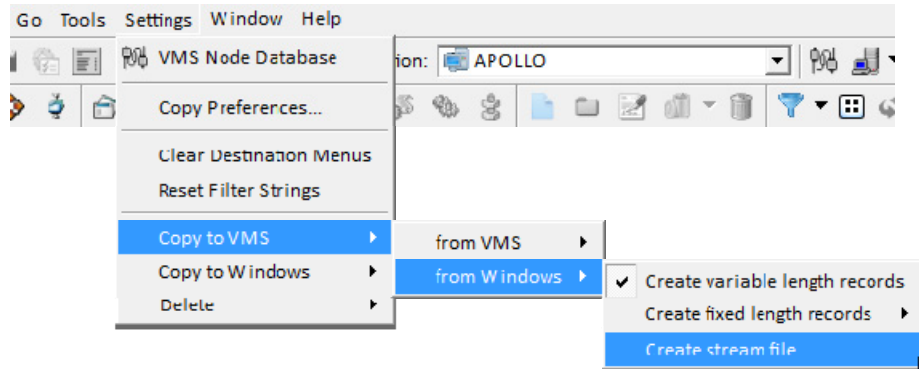 Go Tools Settings Window Help
VMS Node Database
ion: APOLLO
Copy Preferences...
Clear Destination Menus
Reset Filter Strings
Copy to VMS
from VMS
Copy to Windows
from Windows
Create variable length records
Delete
Create fixed length records
Create stream file